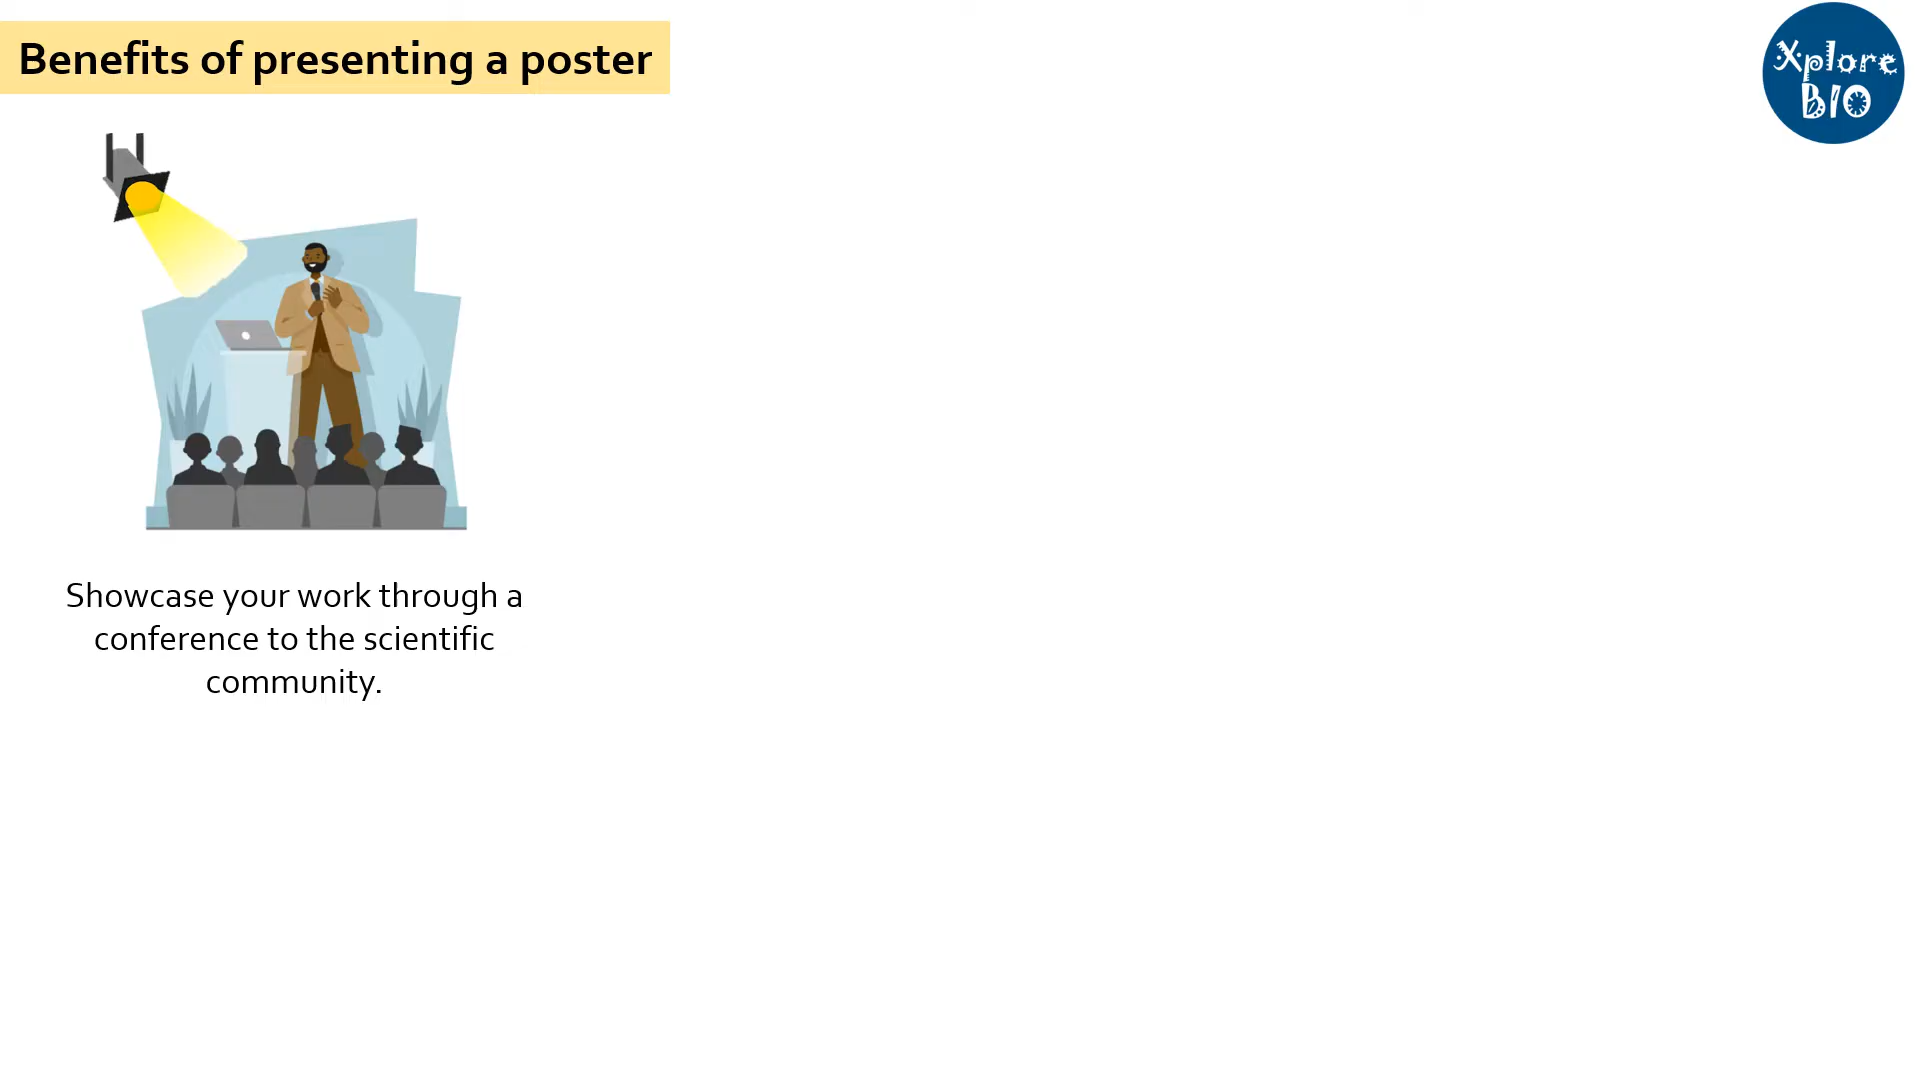 Benefits of presenting a poster
Xplore
BIO
Showcase your work through a
conference to the scientific
community.